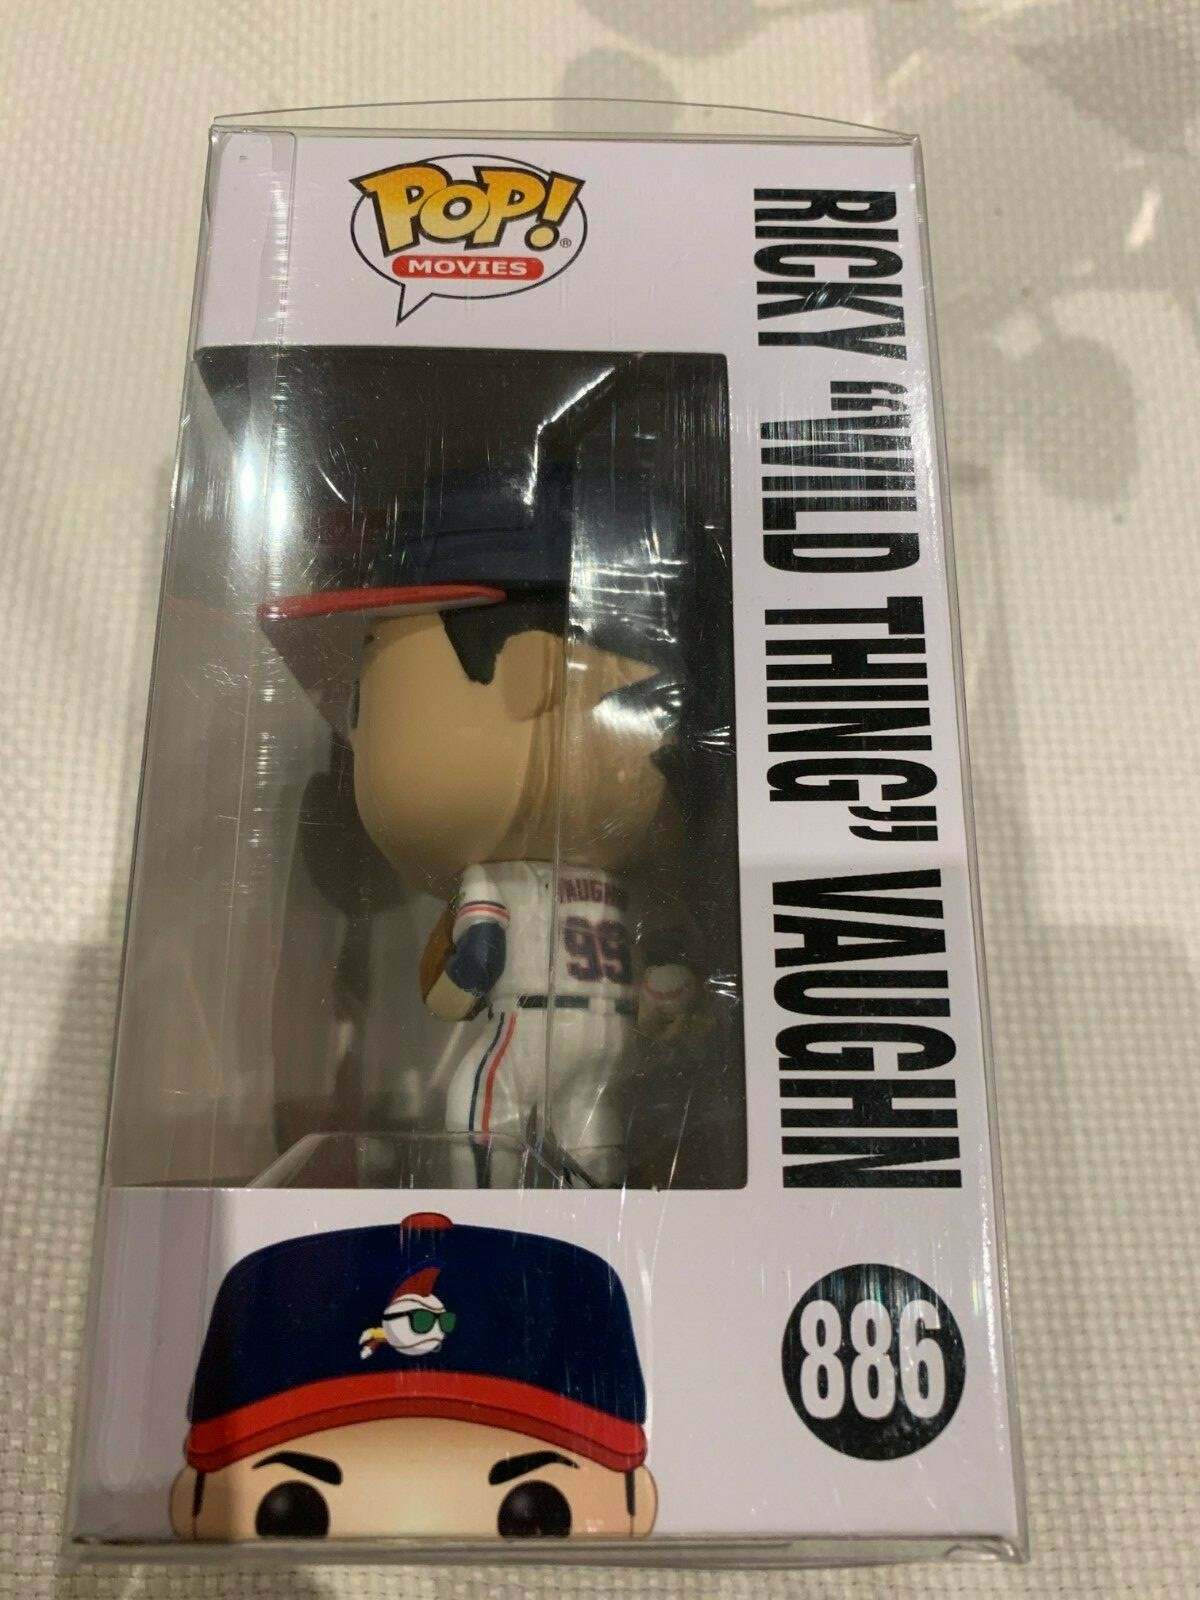 POP!®
MOVIES
RICKY “WILD THING” VAUGHN
VAUGHN
99
886